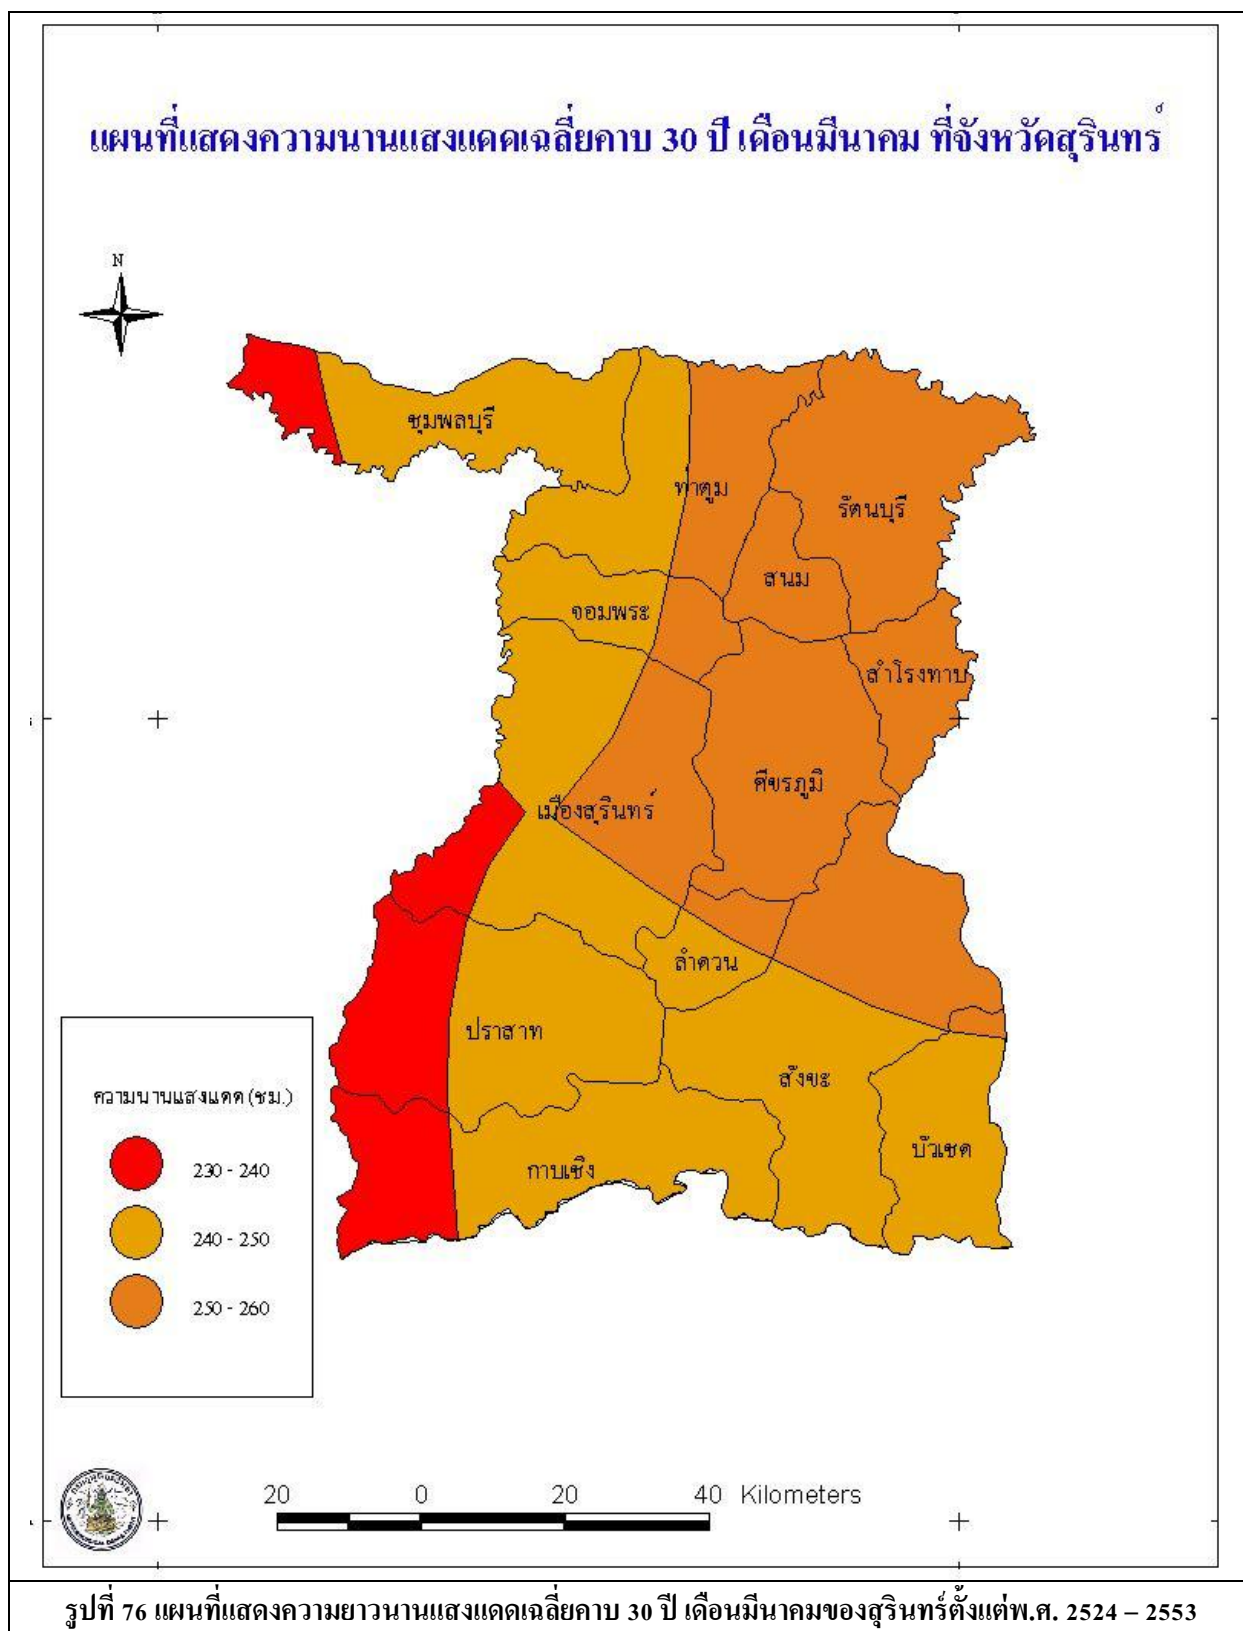 แผนที่แสดงความนานแสงแดดเฉลี่ยคาบ 30 ปี เดือนมีนาคม ที่จังหวัดสุรินทร์
N
ชุมพลบุรี
ท่าตูม
รัตนบุรี
สนม
จอมพระ
สำโรงทาบ
ศีขรภูมิ
เมืองสุรินทร์
ลำดวน
ปราสาท
สังขะ
บัวเชด
กาบเชิง
ความนานแสงแดด (ชม.)
230 - 240
240 - 250
250 - 260
20 0 20 40 Kilometers
รูปที่ 76 แผนที่แสดงความยาวนานแสงแดดเฉลี่ยคาบ 30 ปี เดือนมีนาคมของสุรินทร์ตั้งแต่พ.ศ. 2524 – 2553